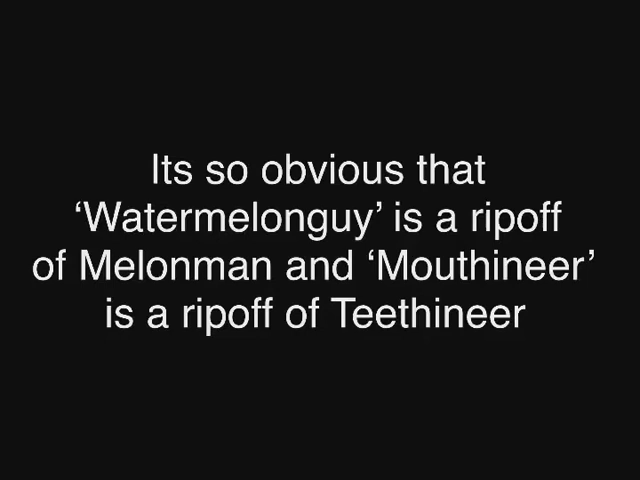 Its so obvious that
‘Watermelonguy’ is a ripoff
of Melonman and ‘Mouthineer’
is a ripoff of Teethineer